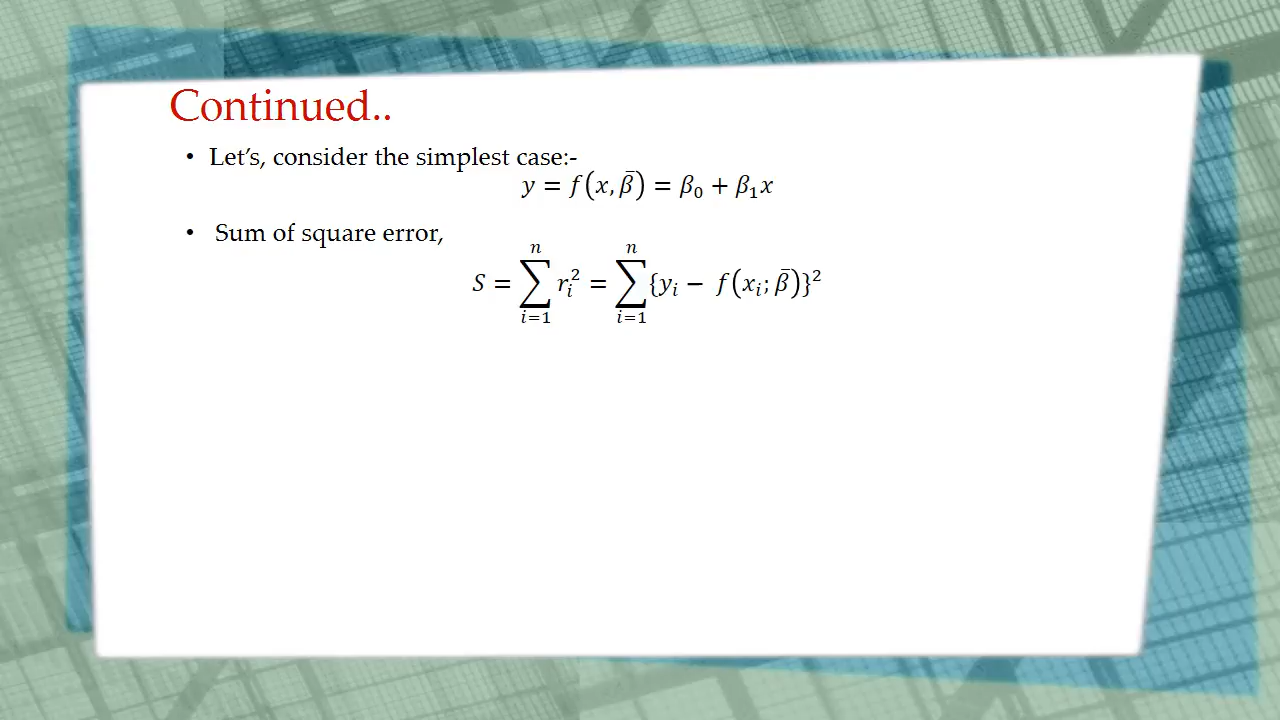 Continued..
• Let’s, consider the simplest case:-
𝑦 = 𝑓(𝑥, 𝛽̄) = 𝛽₀ + 𝛽₁𝑥
• Sum of square error,
𝑆 = ∑_{𝑖=1}^{𝑛} 𝑟ᵢ² = ∑_{𝑖=1}^{𝑛} {𝑦ᵢ − 𝑓(𝑥ᵢ; 𝛽̄)}²